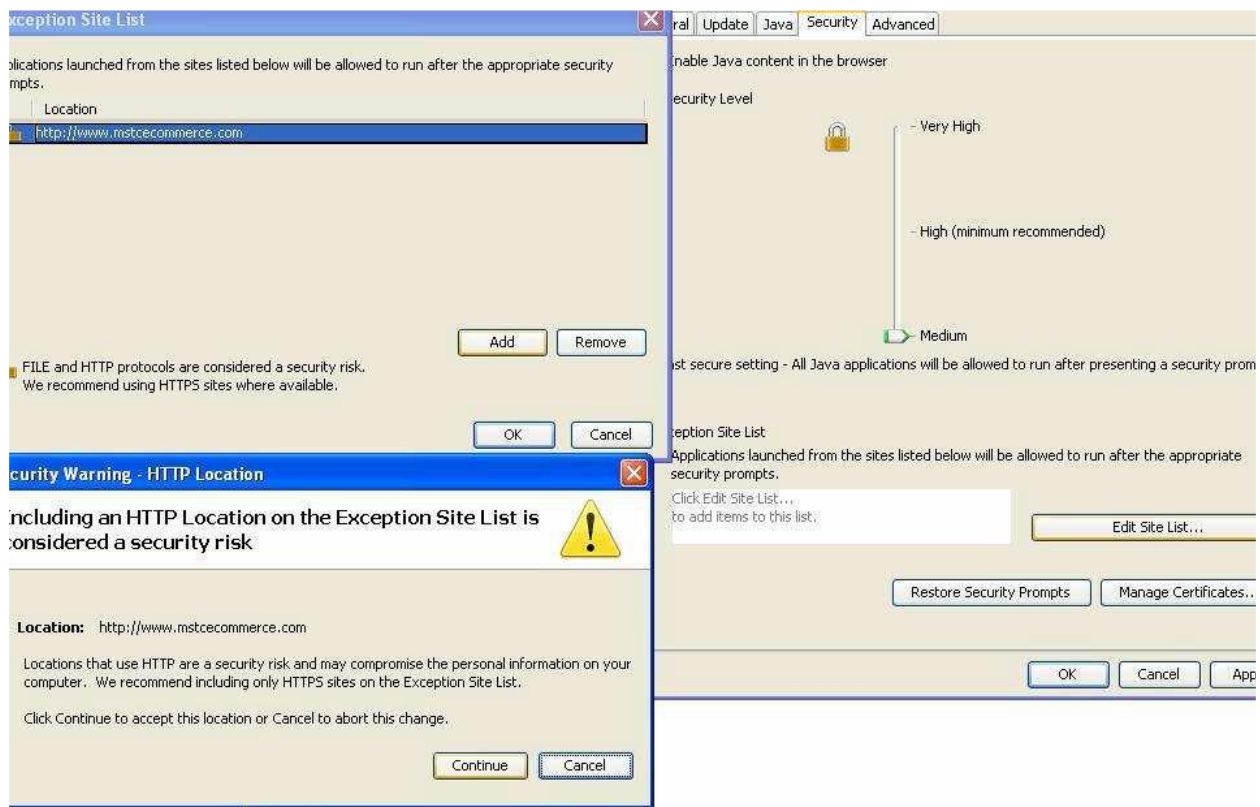 xception Site List
plications launched from the sites listed below will be allowed to run after the appropriate security
mpts.
Location
http://www.mstcecommerce.com
Add
Remove
FILE and HTTP protocols are considered a security risk.
We recommend using HTTPS sites where available.
OK
Cancel
curity Warning - HTTP Location
ncluding an HTTP Location on the Exception Site List is
considered a security risk
Location: http://www.mstcecommerce.com
Locations that use HTTP are a security risk and may compromise the personal information on your
computer. We recommend including only HTTPS sites on the Exception Site List.
Click Continue to accept this location or Cancel to abort this change.
Continue
Cancel
ral
Update
Java
Security
Advanced
Enable Java content in the browser
ecurity Level
- Very High
- High (minimum recommended)
- Medium
st secure setting - All Java applications will be allowed to run after presenting a security prom
ception Site List
Applications launched from the sites listed below will be allowed to run after the appropriate
security prompts.
Click Edit Site List...
to add items to this list.
Edit Site List...
Restore Security Prompts
Manage Certificates..
OK
Cancel
App